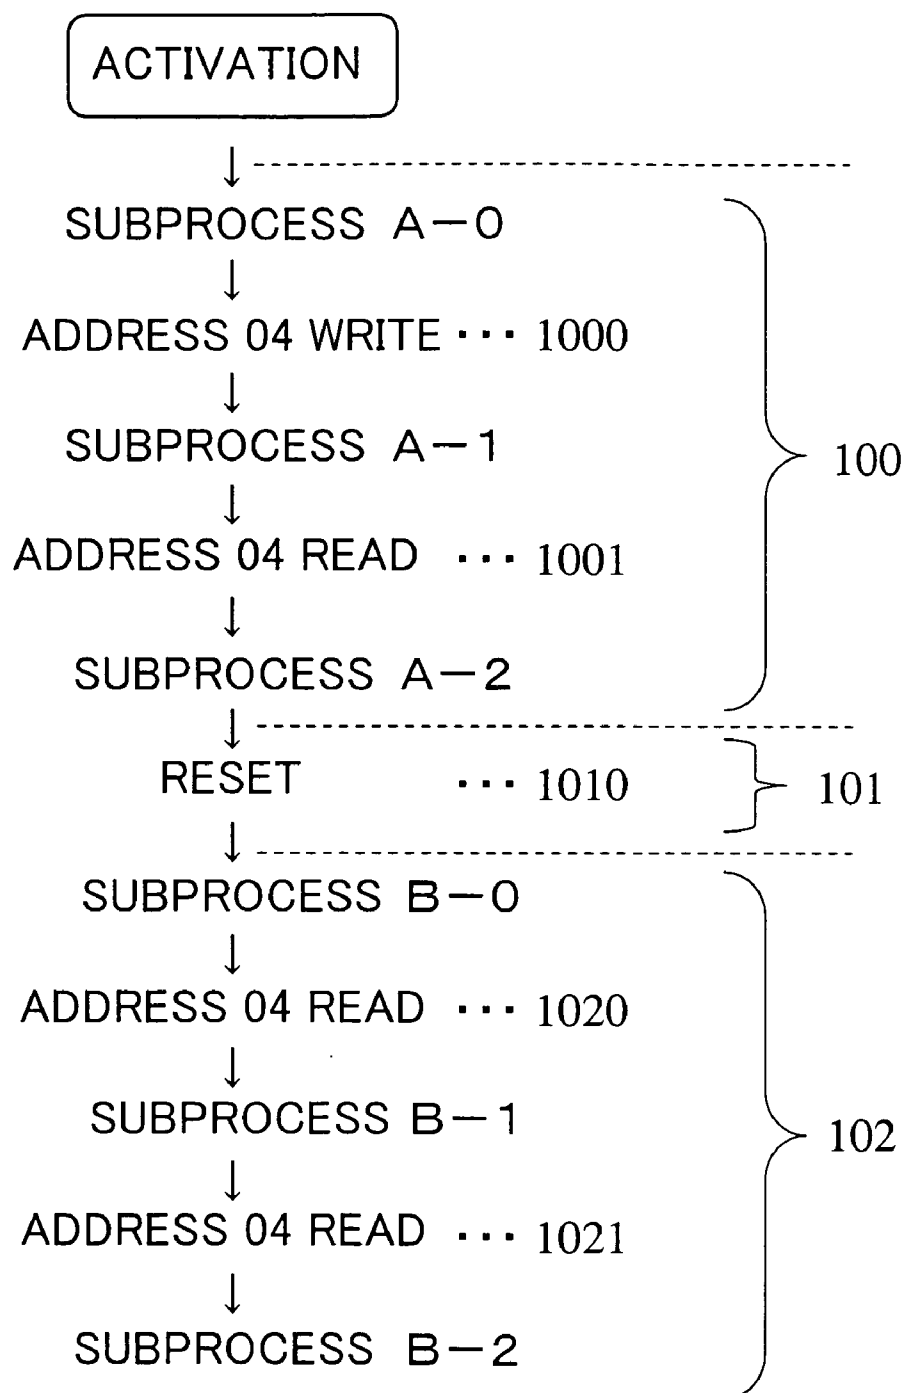 ACTIVATION
SUBPROCESS A-0
ADDRESS 04 WRITE ··· 1000
SUBPROCESS A-1
100
ADDRESS 04 READ ··· 1001
SUBPROCESS A-2
RESET ··· 1010
101
SUBPROCESS B-0
ADDRESS 04 READ ··· 1020
SUBPROCESS B-1
102
ADDRESS 04 READ ··· 1021
SUBPROCESS B-2